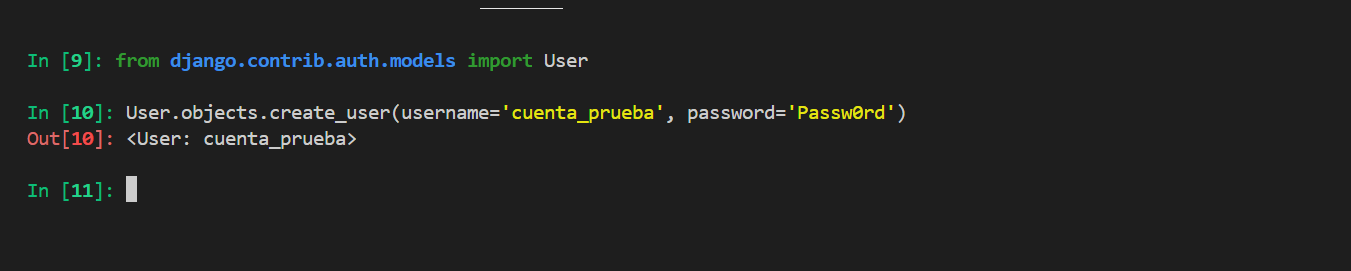 In [9]: from django.contrib.auth.models import User
In [10]: User.objects.create_user(username='cuenta_prueba', password='Passw0rd')
Out[10]: <User: cuenta_prueba>
In [11]: